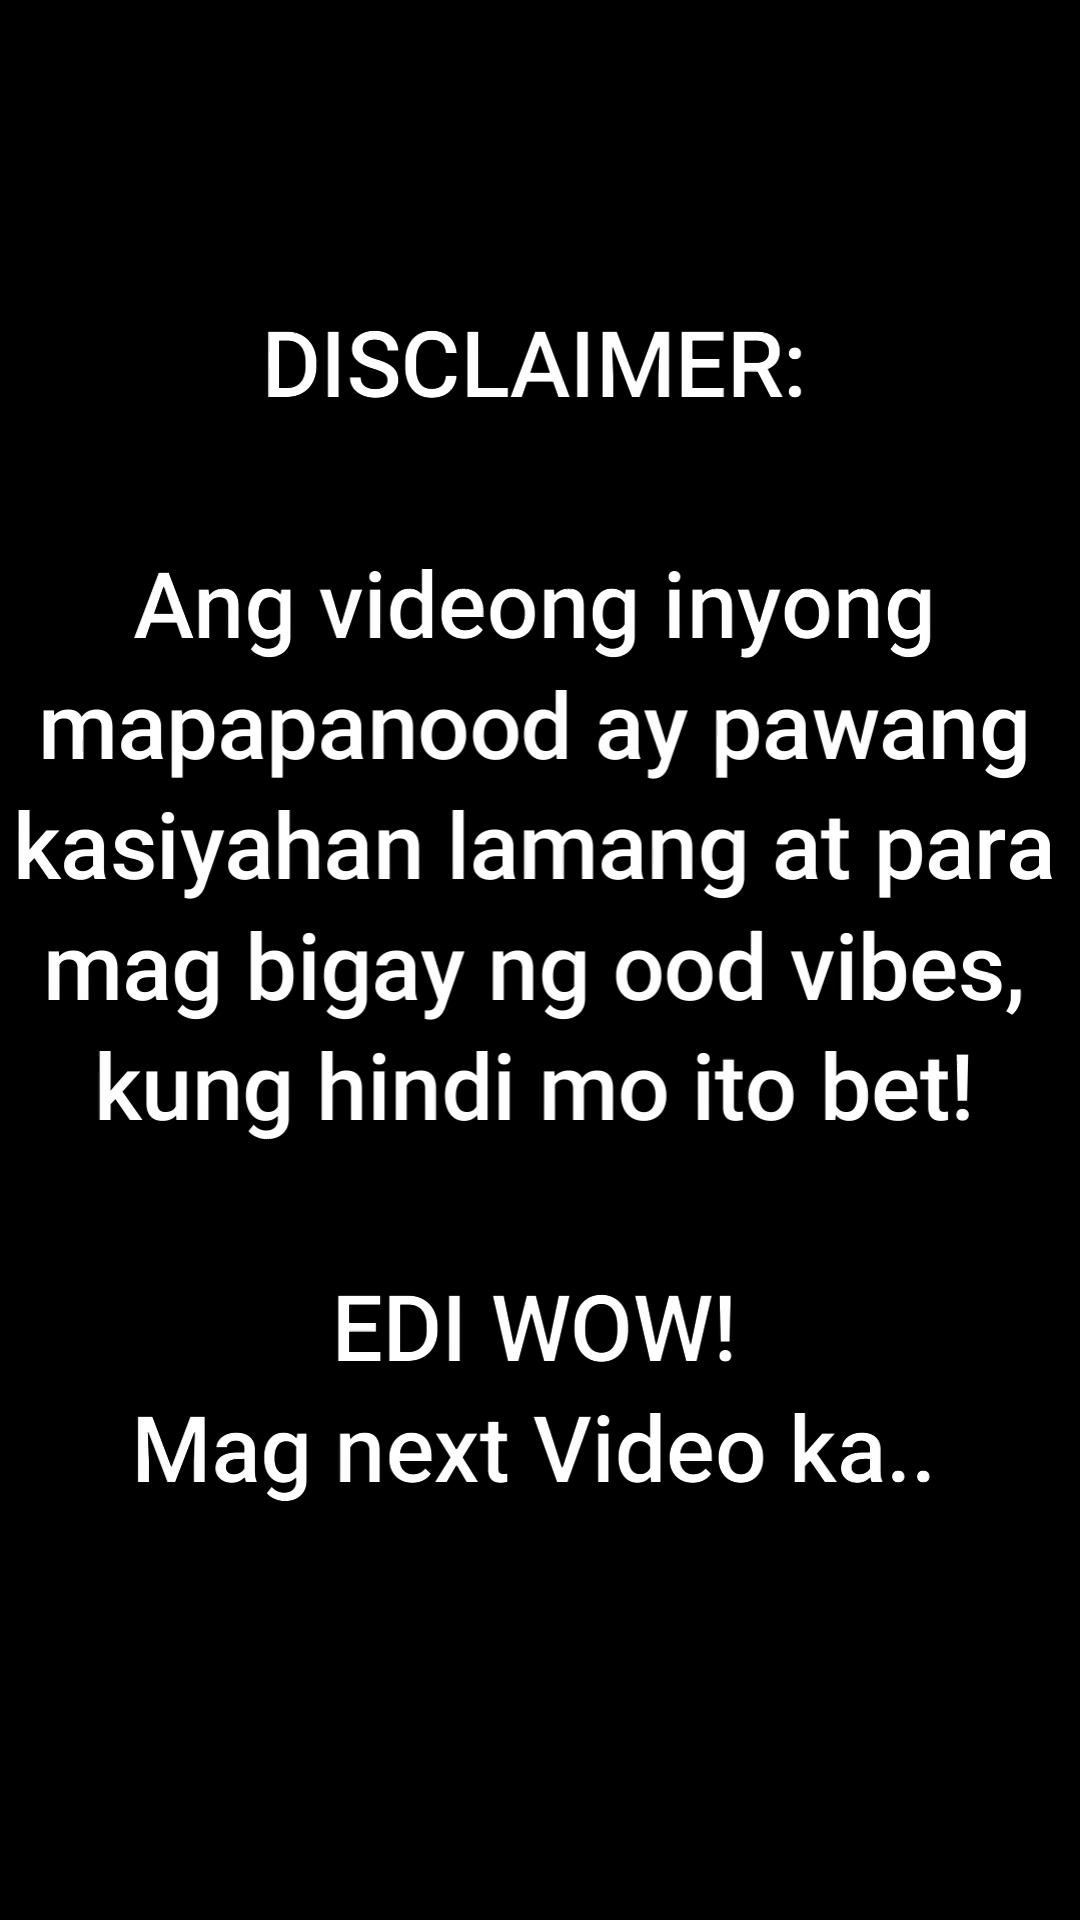 DISCLAIMER:
Ang videong inyong
mapapanood ay pawang
kasiyahan lamang at para
mag bigay ng ood vibes,
kung hindi mo ito bet!
EDI WOW!
Mag next Video ka..